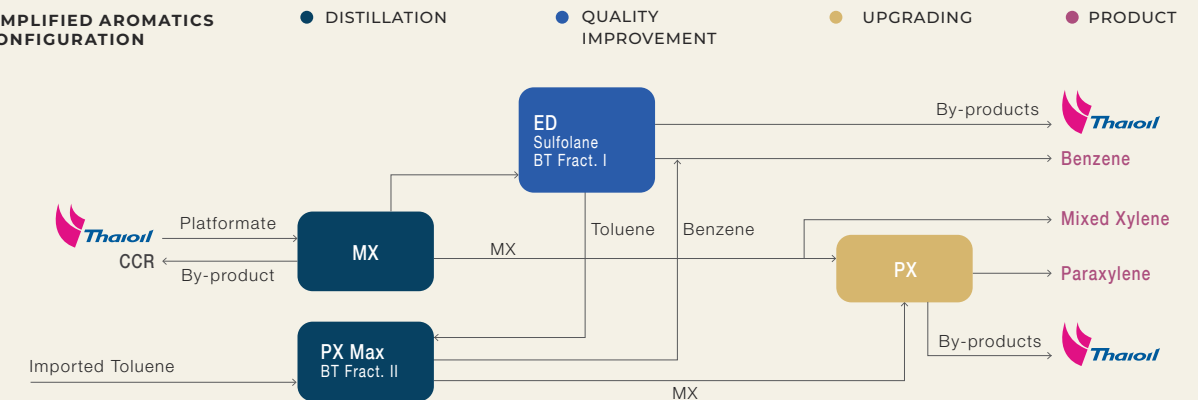 MPLIFIED AROMATICS
ONFIGURATION
DISTILLATION
QUALITY
IMPROVEMENT
UPGRADING
PRODUCT
ED
Sulfolane
BT Fract. I
By-products
Thaioil
Benzene
Thaioil
CCR
Platformate
By-product
MX
MX
Toluene
Benzene
Mixed Xylene
PX
Paraxylene
By-products
Thaioil
Imported Toluene
PX Max
BT Fract. II
MX